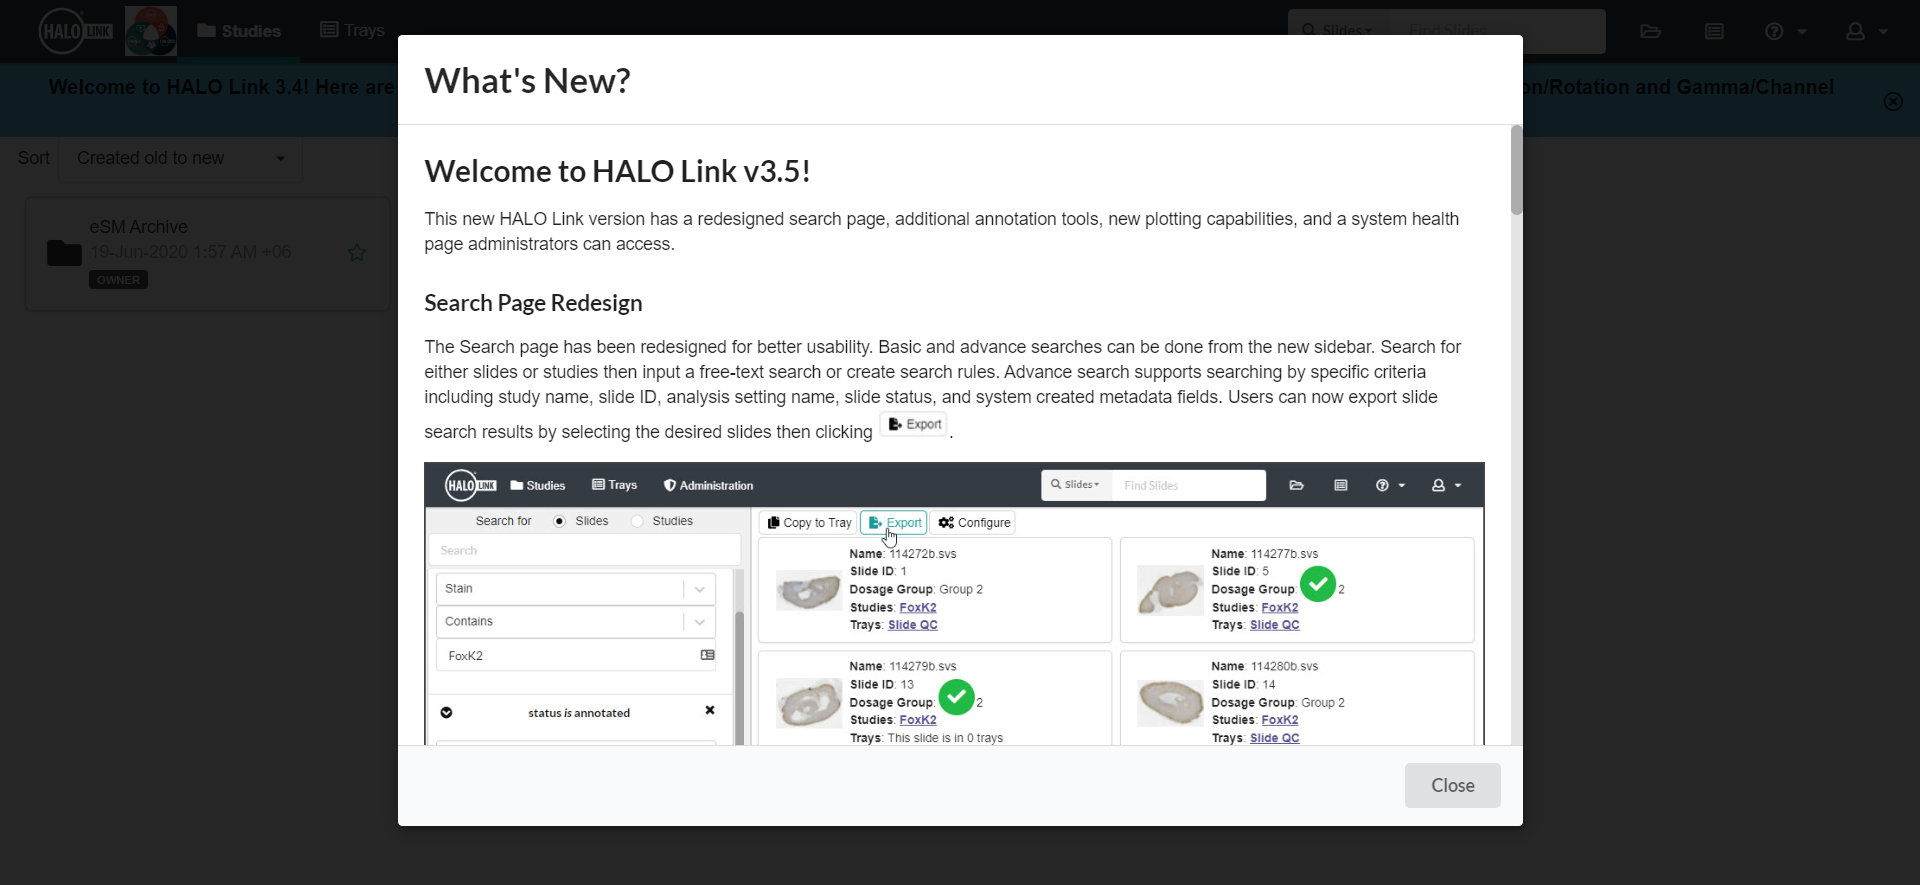 HALO LINK
Studies
Trays
Slides
Find Slides
Welcome to HALO Link 3.4! Here are
on/Rotation and Gamma/Channel
Sort
Created old to new
eSM Archive
19-Jun-2020 1:57 AM +06
OWNER
What's New?
Welcome to HALO Link v3.5!
This new HALO Link version has a redesigned search page, additional annotation tools, new plotting capabilities, and a system health
page administrators can access.
Search Page Redesign
The Search page has been redesigned for better usability. Basic and advance searches can be done from the new sidebar. Search for
either slides or studies then input a free-text search or create search rules. Advance search supports searching by specific criteria
including study name, slide ID, analysis setting name, slide status, and system created metadata fields. Users can now export slide
search results by selecting the desired slides then clicking Export .
HALO LINK Studies Trays Administration Slides Find Slides
Search for Slides Studies
Search
Stain
Contains
FoxK2
status is annotated
Copy to Tray Export Configure
Name: 114272b.svs
Slide ID: 1
Dosage Group: Group 2
Studies: FoxK2
Trays: Slide QC
Name: 114277b.svs
Slide ID: 5
Dosage Group: 2
Studies: FoxK2
Trays: Slide QC
Name: 114279b.svs
Slide ID: 13
Dosage Group: 2
Studies: FoxK2
Trays: This slide is in 0 trays
Name: 114280b.svs
Slide ID: 14
Dosage Group: Group 2
Studies: FoxK2
Trays: Slide QC
Close